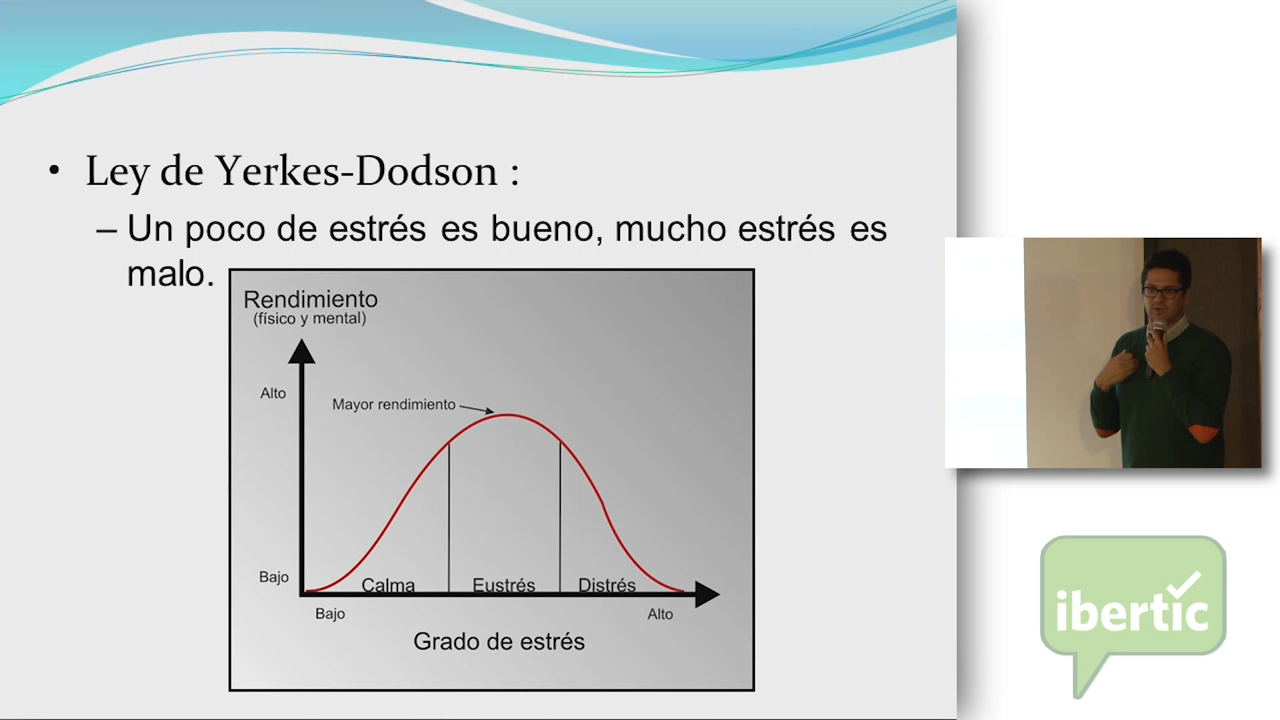 • Ley de Yerkes-Dodson :
– Un poco de estrés es bueno, mucho estrés es
malo.
Rendimiento
(físico y mental)
Alto
Mayor rendimiento
Bajo
Calma
Eustrés
Distrés
Bajo
Alto
Grado de estrés
ibertic